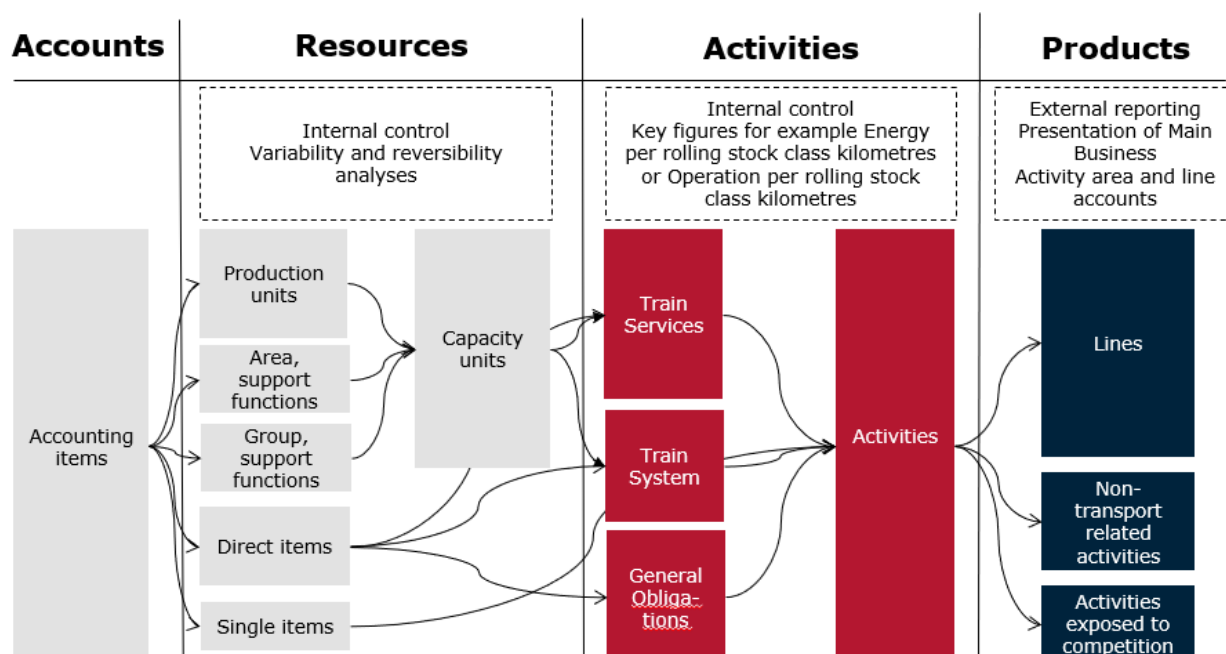 Accounts
Resources
Activities
Products
Internal control
Variability and reversibility
analyses
Internal control
Key figures for example Energy
per rolling stock class kilometres
or Operation per rolling stock
class kilometres
External reporting
Presentation of Main
Business
Activity area and line
accounts
Accounting
items
Production
units
Area,
support
functions
Group,
support
functions
Direct items
Single items
Capacity
units
Train
Services
Train
System
General
Obliga-
tions
Activities
Lines
Non-
transport
related
activities
Activities
exposed to
competition